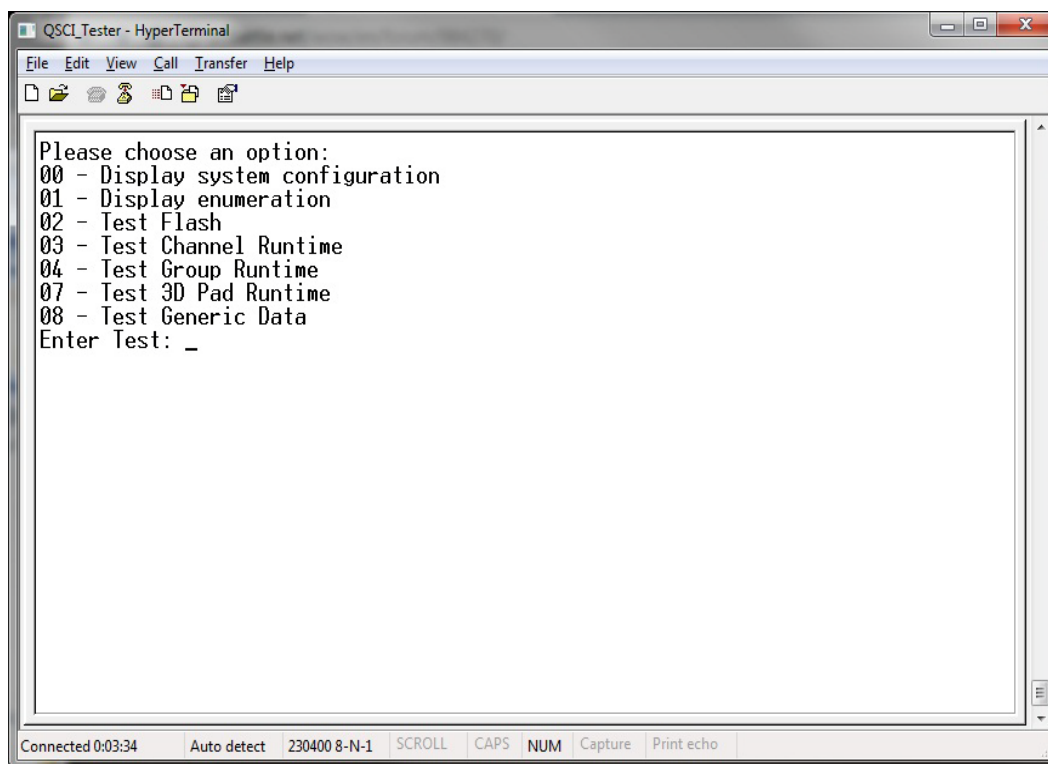 QSCI_Tester - HyperTerminal
File Edit View Call Transfer Help
Please choose an option:
00 - Display system configuration
01 - Display enumeration
02 - Test Flash
03 - Test Channel Runtime
04 - Test Group Runtime
07 - Test 3D Pad Runtime
08 - Test Generic Data
Enter Test: _
Connected 0:03:34 Auto detect 230400 8-N-1 SCROLL CAPS NUM Capture Print echo